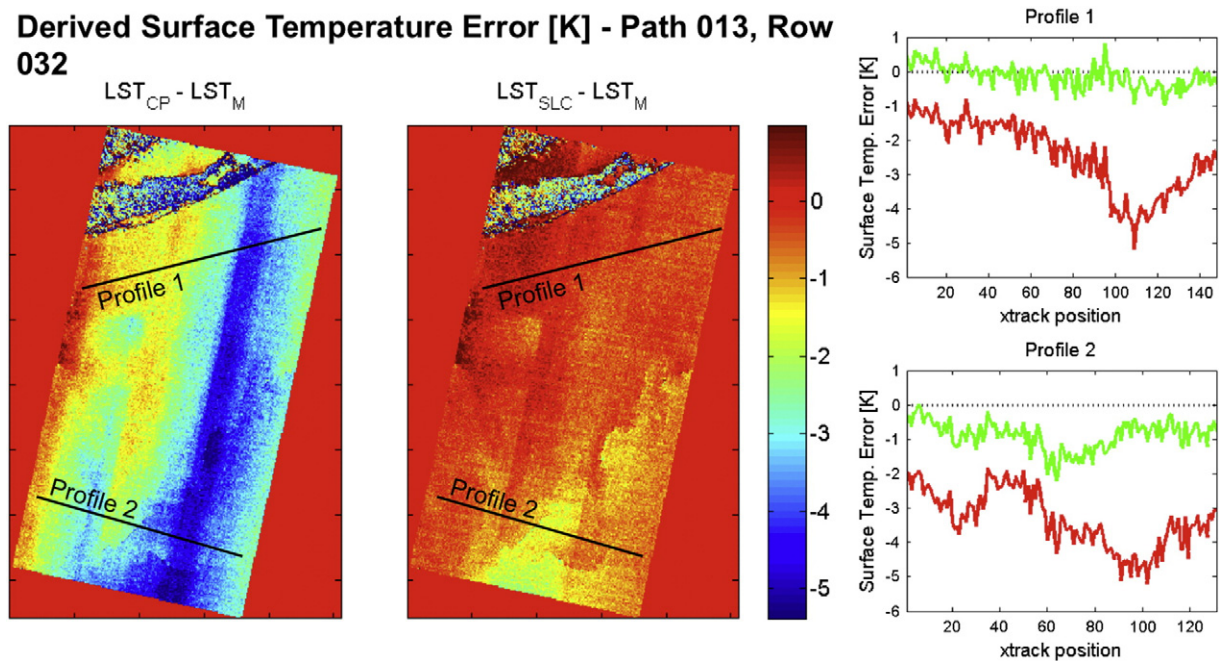 Derived Surface Temperature Error [K] - Path 013, Row
032
LST_CP - LST_M
LST_SLC - LST_M
Profile 1
Profile 2
Profile 1
Profile 2
0
-1
-2
-3
-4
-5
Profile 1
Surface Temp. Error [K]
1
0
-1
-2
-3
-4
-5
-6
20 40 60 80 100 120 140
xtrack position
Profile 2
Surface Temp. Error [K]
1
0
-1
-2
-3
-4
-5
-6
20 40 60 80 100 120
xtrack position